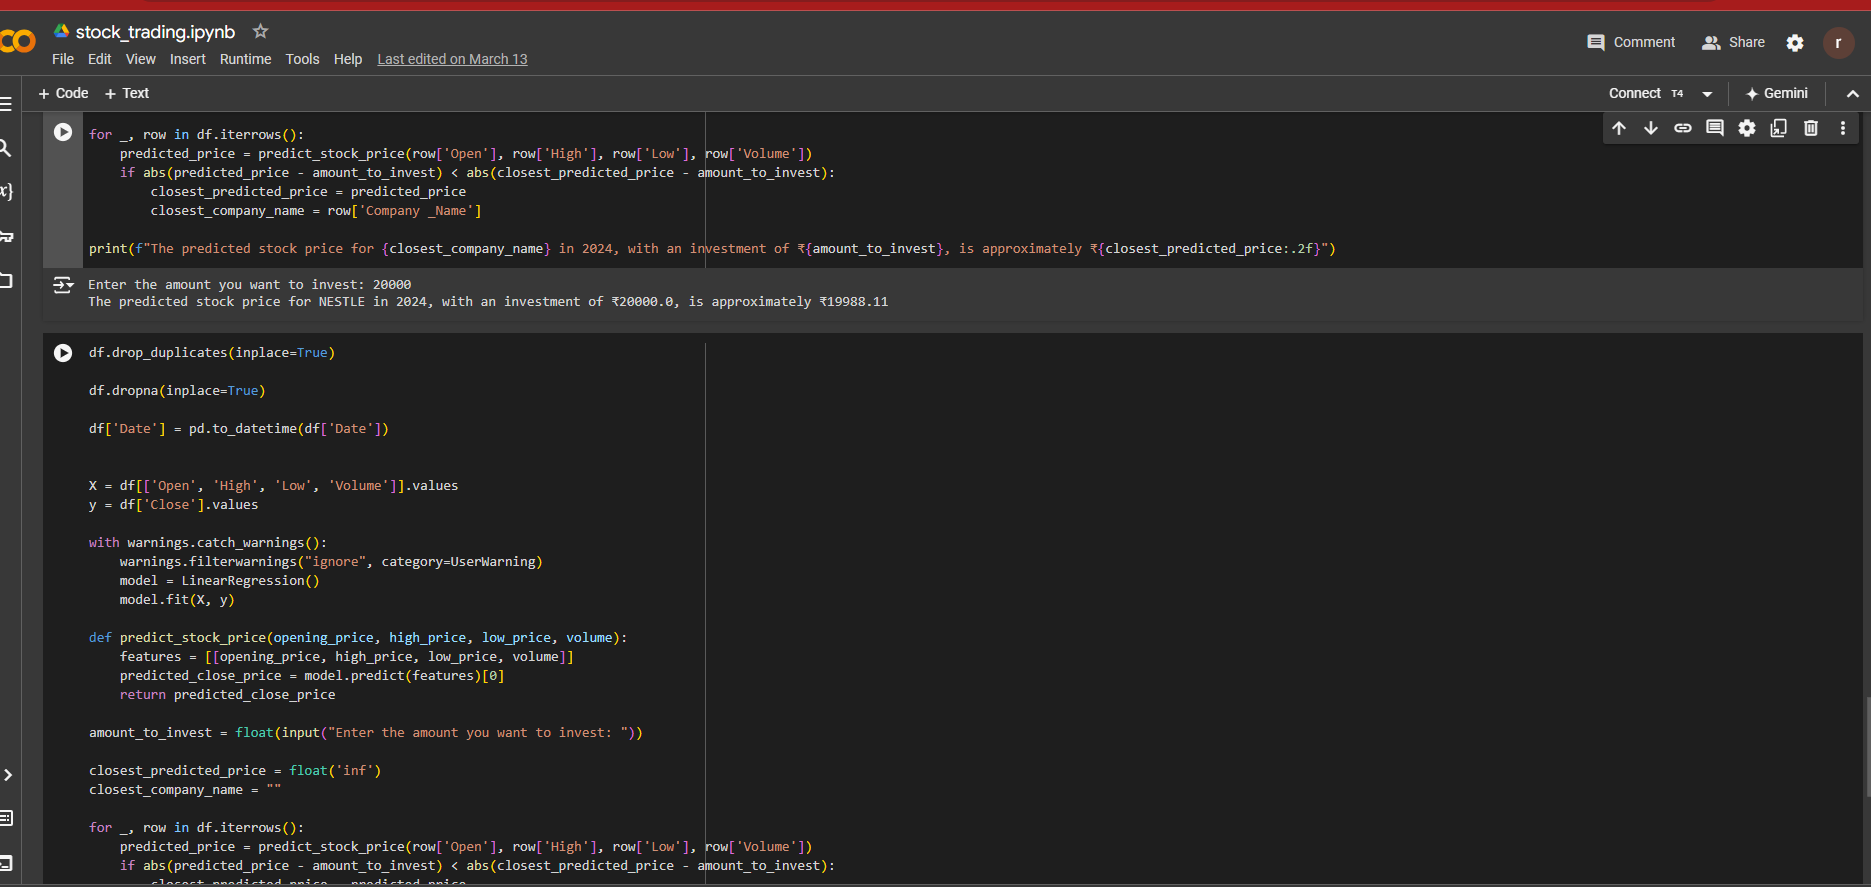 stock_trading.ipynb
Comment Share r
File Edit View Insert Runtime Tools Help Last edited on March 13
+ Code + Text
Connect T4 Gemini
for _, row in df.iterrows():
    predicted_price = predict_stock_price(row['Open'], row['High'], row['Low'], row['Volume'])
    if abs(predicted_price - amount_to_invest) < abs(closest_predicted_price - amount_to_invest):
        closest_predicted_price = predicted_price
        closest_company_name = row['Company _Name']
print(f"The predicted stock price for {closest_company_name} in 2024, with an investment of ₹{amount_to_invest}, is approximately ₹{closest_predicted_price:.2f}")
Enter the amount you want to invest: 20000
The predicted stock price for NESTLE in 2024, with an investment of ₹20000.0, is approximately ₹19988.11
df.drop_duplicates(inplace=True)
df.dropna(inplace=True)
df['Date'] = pd.to_datetime(df['Date'])
X = df[['Open', 'High', 'Low', 'Volume']].values
y = df['Close'].values
with warnings.catch_warnings():
    warnings.filterwarnings("ignore", category=UserWarning)
    model = LinearRegression()
    model.fit(X, y)
def predict_stock_price(opening_price, high_price, low_price, volume):
    features = [[opening_price, high_price, low_price, volume]]
    predicted_close_price = model.predict(features)[0]
    return predicted_close_price
amount_to_invest = float(input("Enter the amount you want to invest: "))
closest_predicted_price = float('inf')
closest_company_name = ""
for _, row in df.iterrows():
    predicted_price = predict_stock_price(row['Open'], row['High'], row['Low'], row['Volume'])
    if abs(predicted_price - amount_to_invest) < abs(closest_predicted_price - amount_to_invest):
        closest_predicted_price = predicted_price